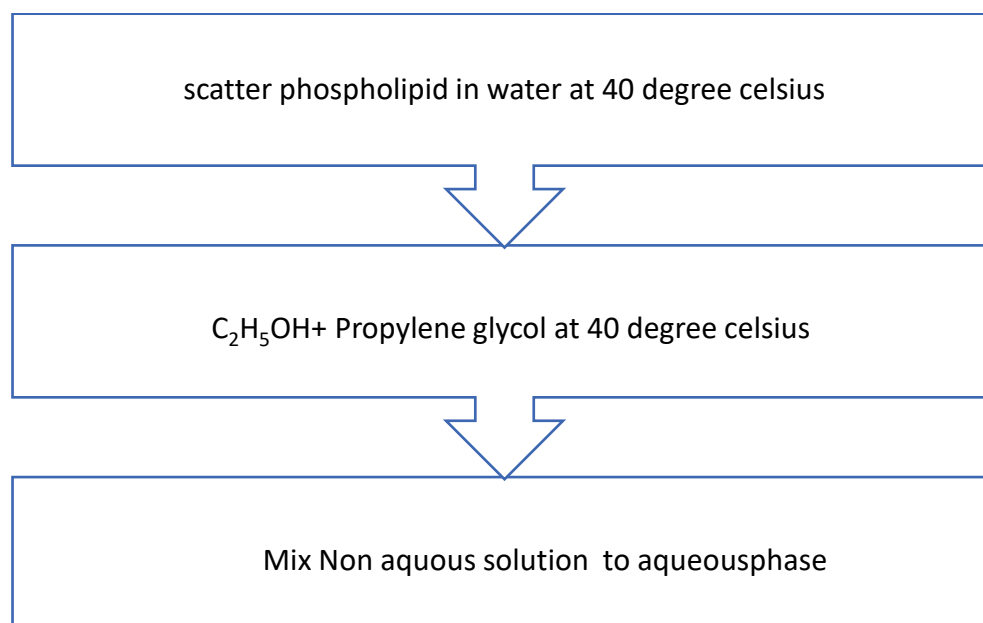 scatter phospholipid in water at 40 degree celsius
C₂H₅OH+ Propylene glycol at 40 degree celsius
Mix Non aquous solution  to aqueousphase